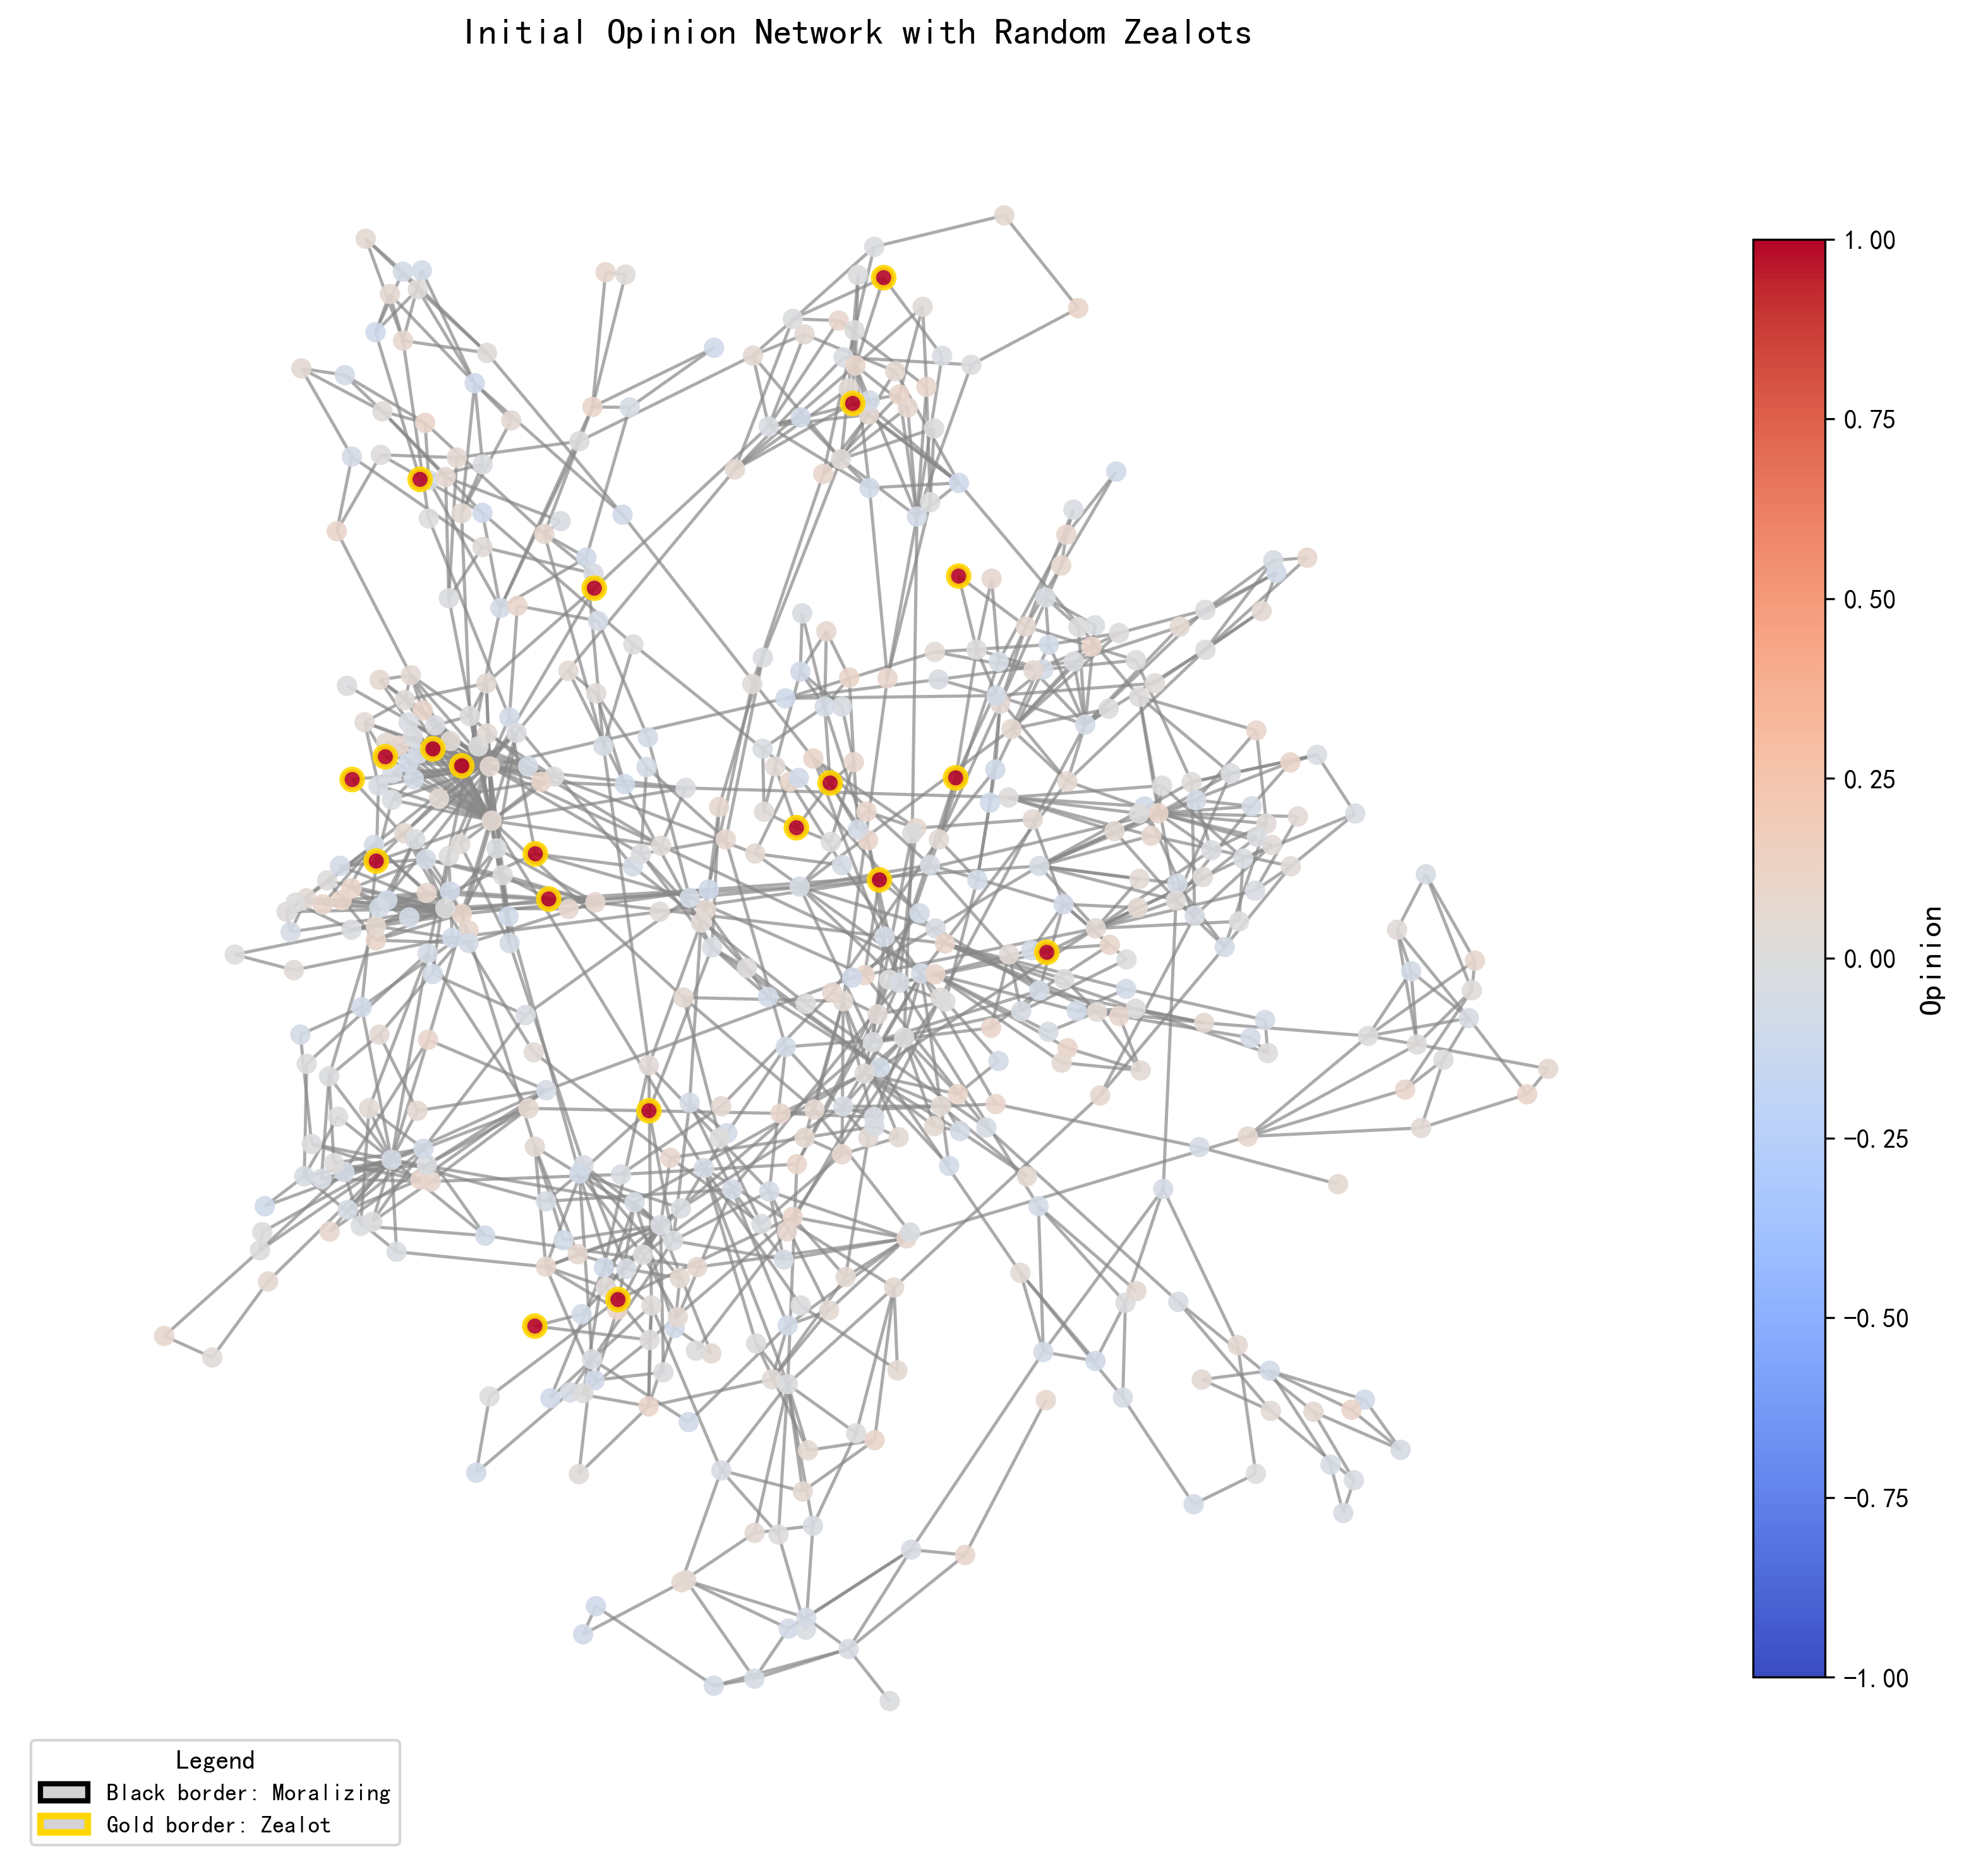 Initial Opinion Network with Random Zealots
1.00
0.75
0.50
0.25
0.00
−0.25
−0.50
−0.75
−1.00
Opinion
Legend
Black border: Moralizing
Gold border: Zealot